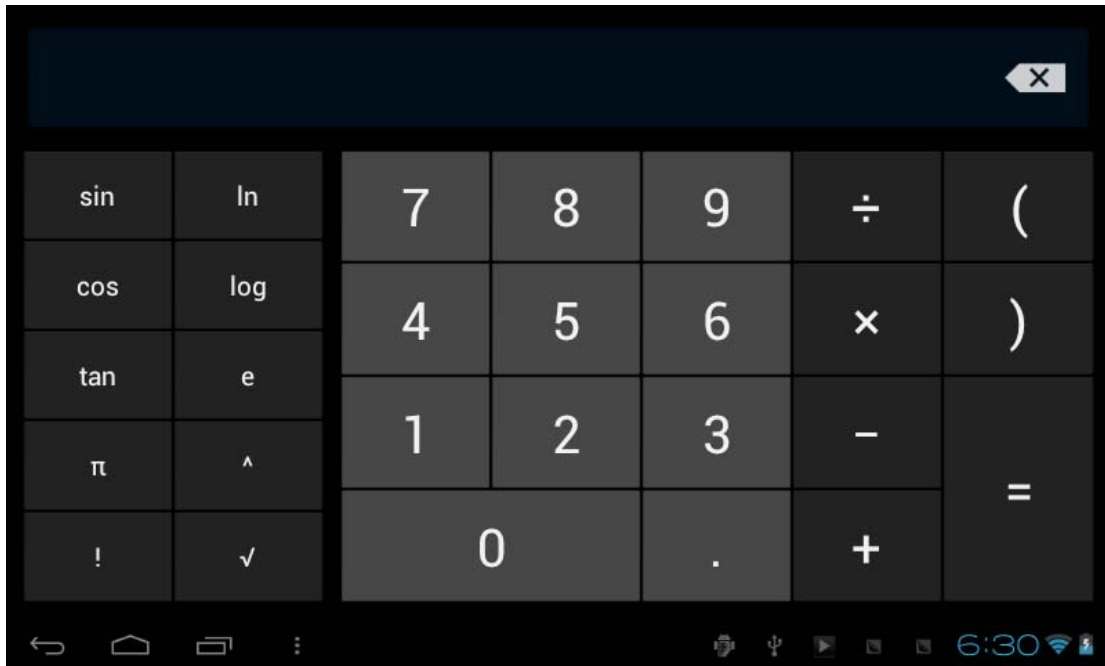 sin ln 7 8 9 ÷ (
cos log 4 5 6 × )
tan e 1 2 3 −
π ^ =
! √ 0 . +
6:30